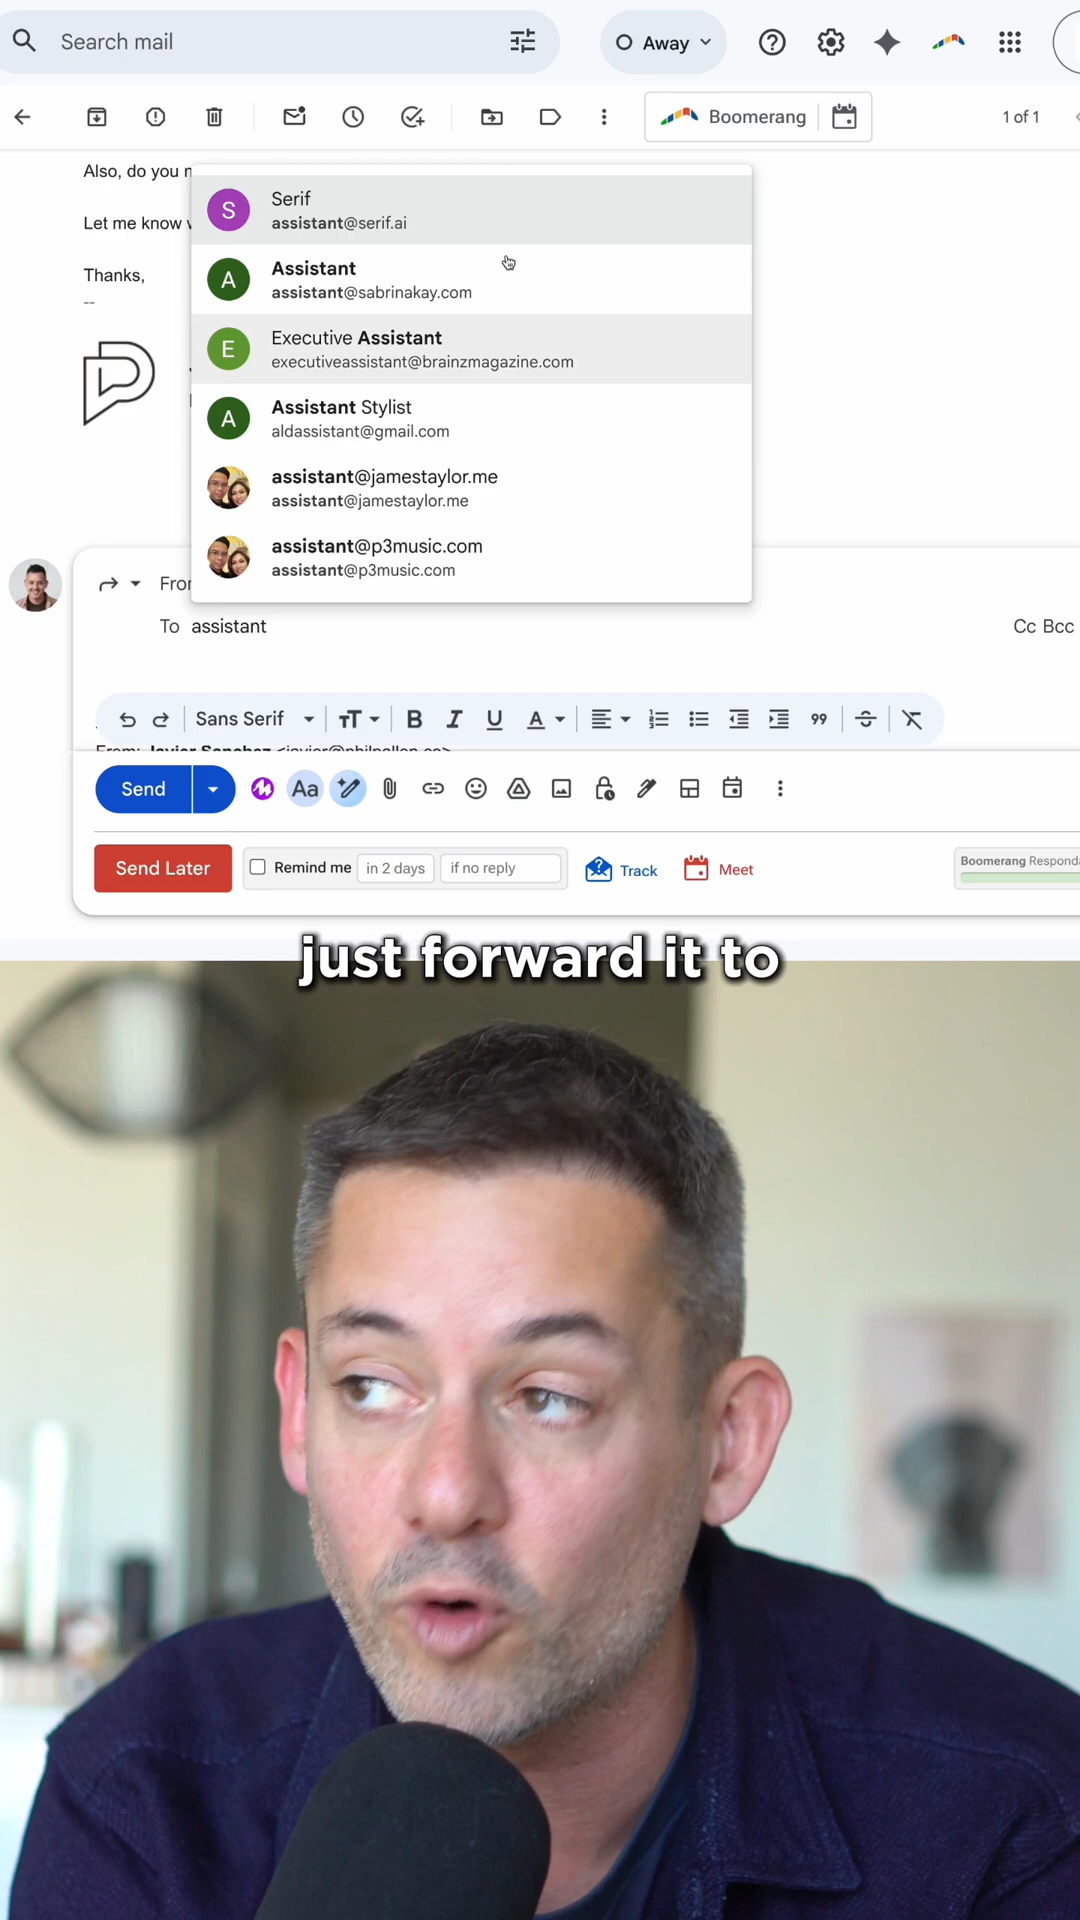 Search mail
Away
Boomerang
1 of 1
Also, do you
Let me know
Thanks,
--
S
Serif
assistant@serif.ai
A
Assistant
assistant@sabrinakay.com
E
Executive Assistant
executiveassistant@brainzmagazine.com
A
Assistant Stylist
aldassistant@gmail.com
assistant@jamestaylor.me
assistant@jamestaylor.me
assistant@p3music.com
assistant@p3music.com
To assistant
Cc Bcc
Sans Serif
Send
Send Later
Remind me
in 2 days
if no reply
Track
Meet
Boomerang
just forward it to